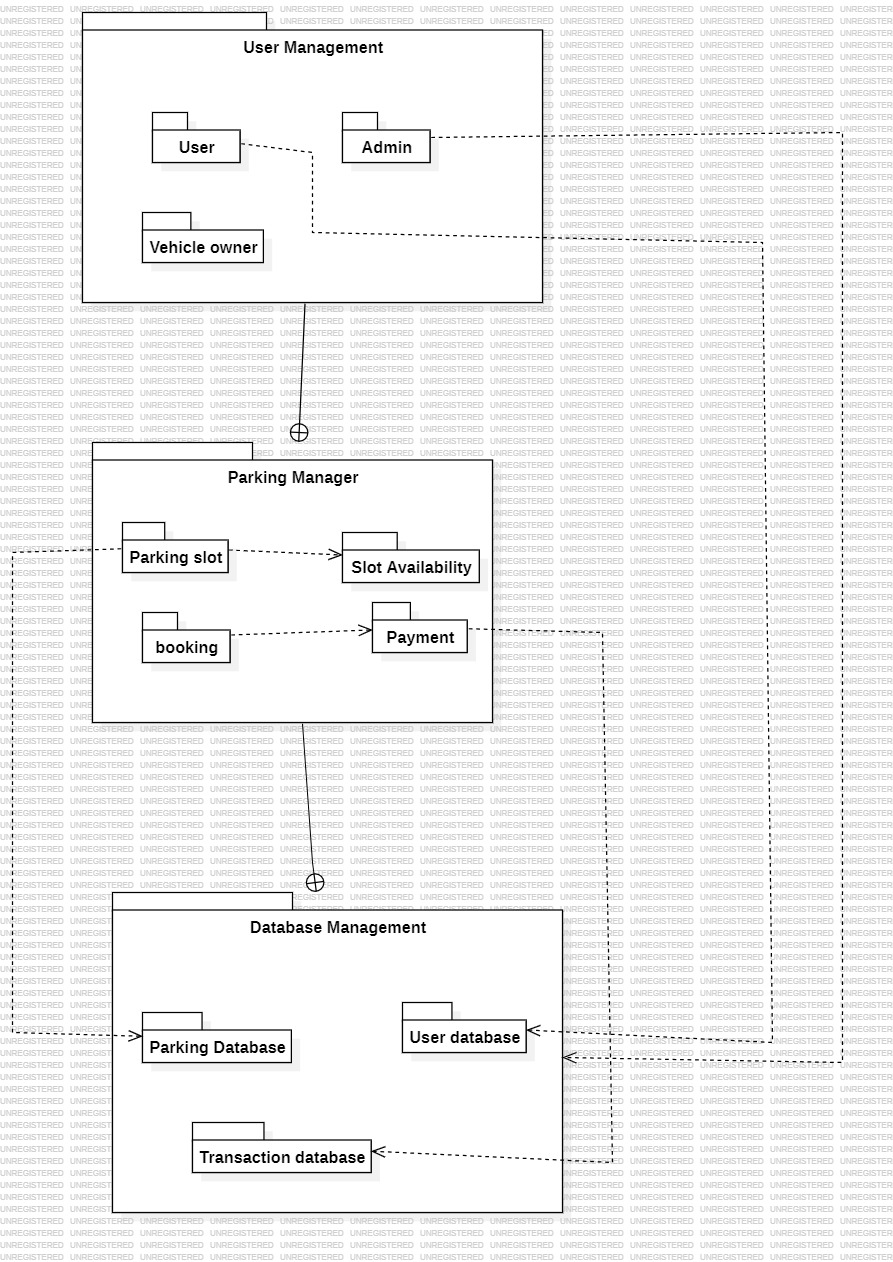 User Management
User
Admin
Vehicle owner
Parking Manager
Parking slot
Slot Availability
booking
Payment
Database Management
Parking Database
User database
Transaction database
UNREGISTERED